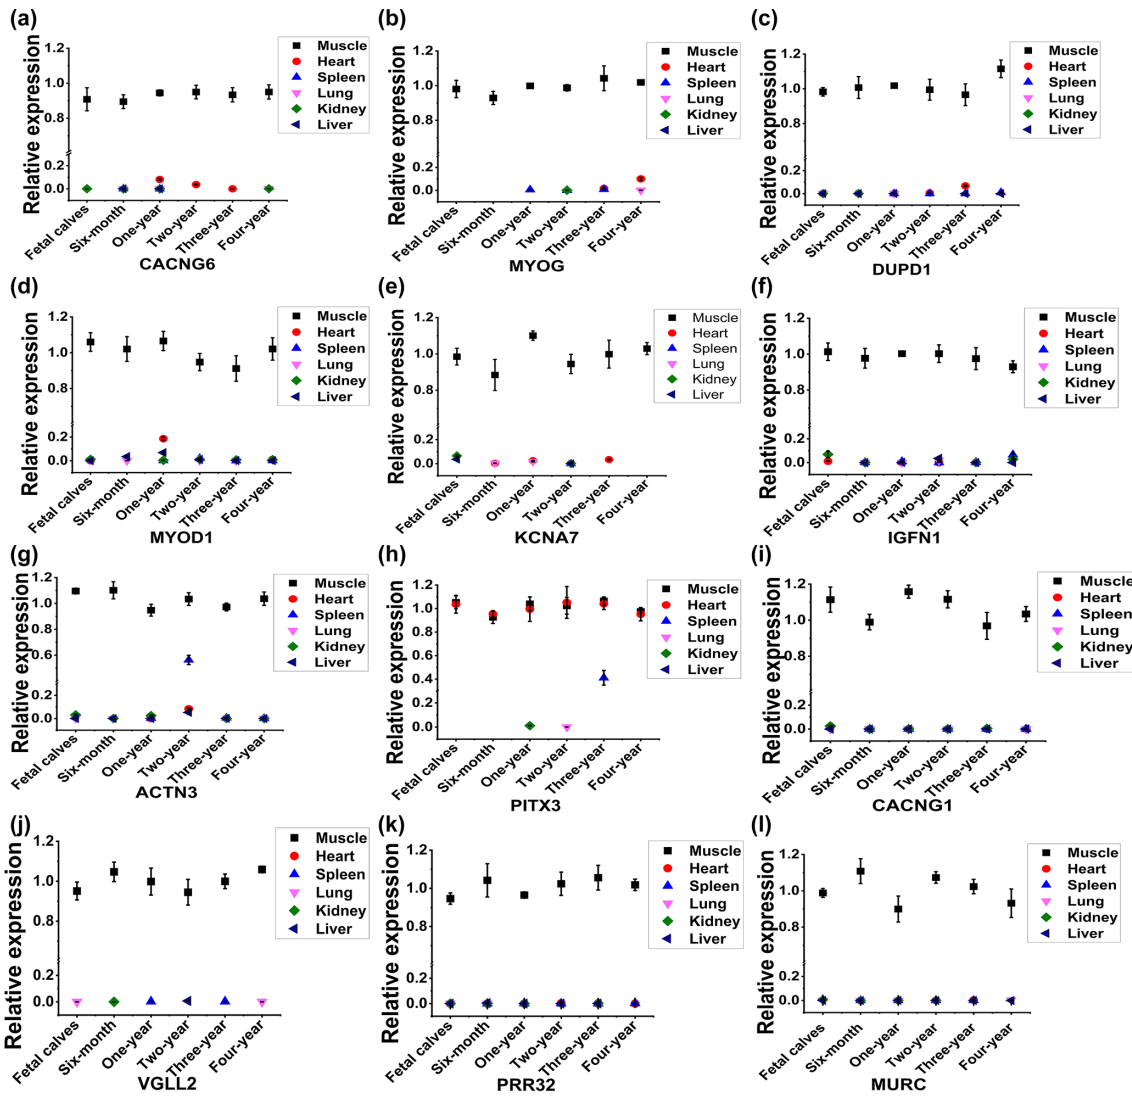 (a)
Relative expression
1.2
1.0
0.8
0.2
0.0
Muscle
Heart
Spleen
Lung
Kidney
Liver
Fetal calves
Six-month
One-year
Two-year
Three-year
Four-year
CACNG6
(b)
Relative expression
1.2
1.0
0.8
0.2
0.0
Muscle
Heart
Spleen
Lung
Kidney
Liver
Fetal calves
Six-month
One-year
Two-year
Three-year
Four-year
MYOG
(c)
Relative expression
1.2
1.0
0.8
0.2
0.0
Muscle
Heart
Spleen
Lung
Kidney
Liver
Fetal calves
Six-month
One-year
Two-year
Three-year
Four-year
DUPD1
(d)
Relative expression
1.2
1.0
0.8
0.2
0.0
Muscle
Heart
Spleen
Lung
Kidney
Liver
Fetal calves
Six-month
One-year
Two-year
Three-year
Four-year
MYOD1
(e)
Relative expression
1.2
1.0
0.8
0.2
0.0
Muscle
Heart
Spleen
Lung
Kidney
Liver
Fetal calves
Six-month
One-year
Two-year
Three-year
Four-year
KCNA7
(f)
Relative expression
1.2
1.0
0.8
0.2
0.0
Muscle
Heart
Spleen
Lung
Kidney
Liver
Fetal calves
Six-month
One-year
Two-year
Three-year
Four-year
IGFN1
(g)
Relative expression
1.2
1.0
0.8
0.6
0.2
0.0
Muscle
Heart
Spleen
Lung
Kidney
Liver
Fetal calves
Six-month
One-year
Two-year
Three-year
Four-year
ACTN3
(h)
Relative expression
1.2
1.0
0.8
0.6
0.4
0.2
0.0
Muscle
Heart
Spleen
Lung
Kidney
Liver
Fetal calves
Six-month
One-year
Two-year
Three-year
Four-year
PITX3
(i)
Relative expression
1.2
1.0
0.8
0.2
0.0
Muscle
Heart
Spleen
Lung
Kidney
Liver
Fetal calves
Six-month
One-year
Two-year
Three-year
Four-year
CACNG1
(j)
Relative expression
1.2
1.0
0.8
0.2
0.0
Muscle
Heart
Spleen
Lung
Kidney
Liver
Fetal calves
Six-month
One-year
Two-year
Three-year
Four-year
VGLL2
(k)
Relative expression
1.2
1.0
0.8
0.2
0.0
Muscle
Heart
Spleen
Lung
Kidney
Liver
Fetal calves
Six-month
One-year
Two-year
Three-year
Four-year
PRR32
(l)
Relative expression
1.2
1.0
0.8
0.2
0.0
Muscle
Heart
Spleen
Lung
Kidney
Liver
Fetal calves
Six-month
One-year
Two-year
Three-year
Four-year
MURC